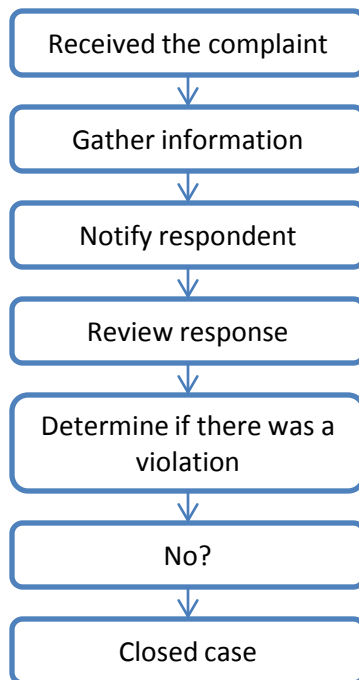 Received the complaint
Gather information
Notify respondent
Review response
Determine if there was a
violation
No?
Closed case